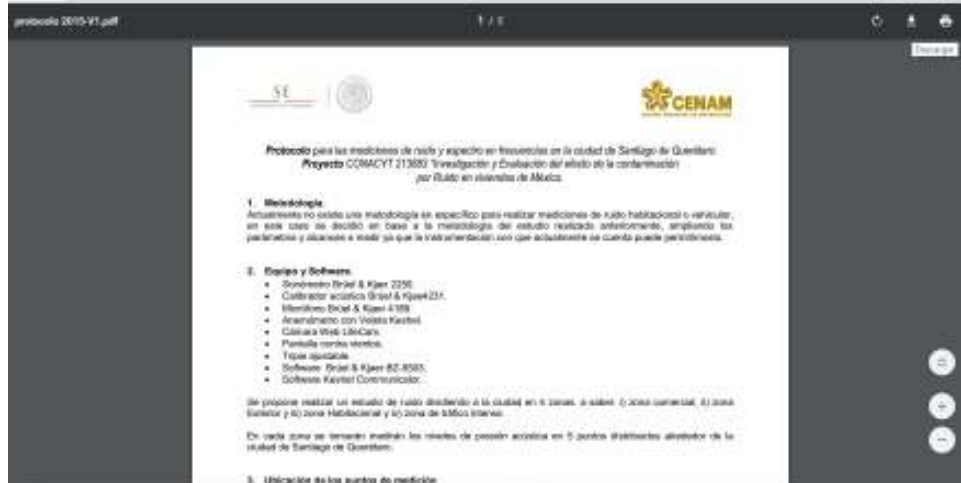 protocolo 2015-V1.pdf
1 /
Descargar
SE
CENAM
Protocolo para las mediciones de ruido y espectro en frecuencias en la ciudad de Santiago de Querétaro
Proyecto CONACYT 213680 "Investigación y Evaluación del efecto de la contaminación
por Ruido en viviendas de México.
1. Metodología.
Actualmente no existe una metodología en específico para realizar mediciones de ruido habitacional o vehicular,
en este caso se decidió en base a la metodología del estudio realizado anteriormente, ampliando los
parámetros y alcances a medir ya que la instrumentación con que actualmente se cuenta puede permitírnoslo.
2. Equipo y Software.
• Sonómetro Brüel & Kjaer 2250.
• Calibrador acústico Brüel & Kjaer4231.
• Micrófono Brüel & Kjaer 4189.
• Anemómetro con Veleta Kestrel.
• Cámara Web LifeCam.
• Pantalla contra vientos.
• Tripie ajustable.
• Software Brüel & Kjaer BZ-5503.
• Software Kestrel Communicator.
Se propone realizar un estudio de ruido dividiendo a la ciudad en 4 zonas, a saber: i) zona comercial, ii) zona
Exterior y iii) zona Habitacional y iv) zona de tráfico intenso.
En cada zona se tomarán medirán los niveles de presión acústica en 5 puntos distribuidos alrededor de la
ciudad de Santiago de Querétaro.
3. Ubicación de los puntos de medición